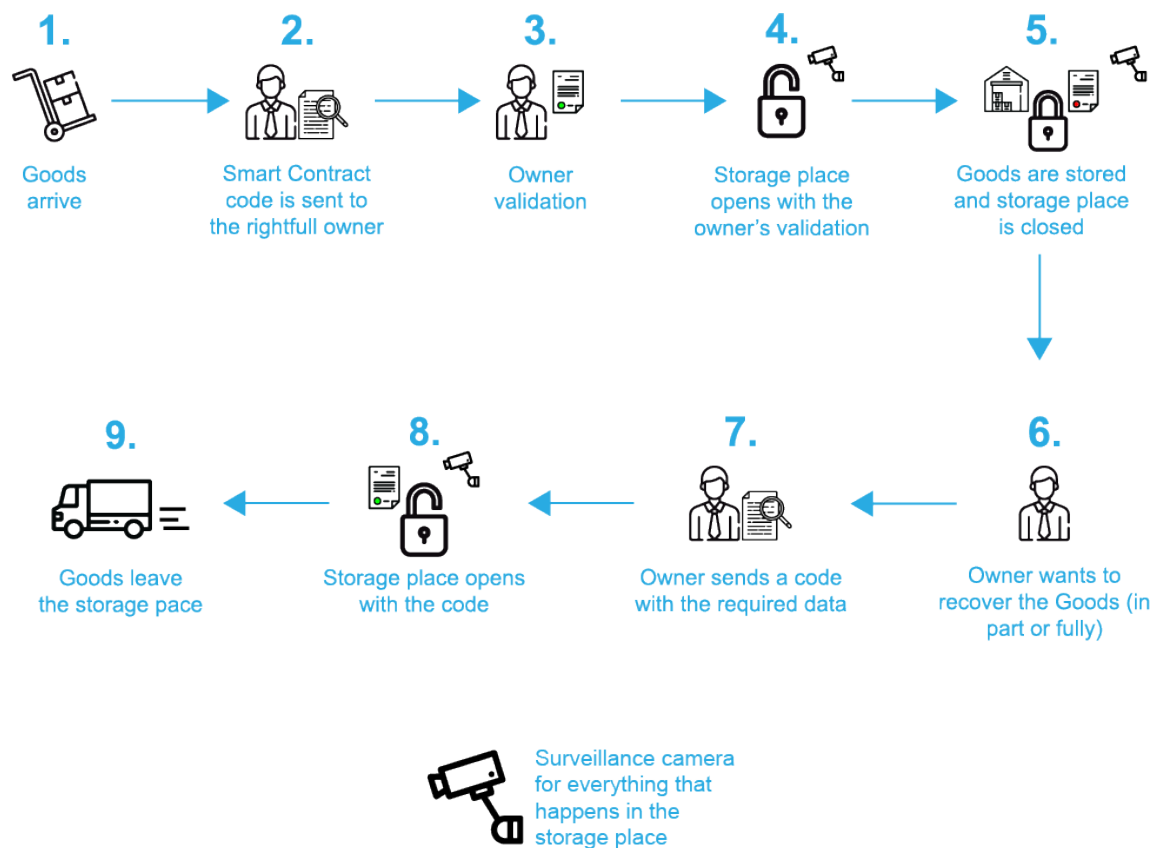 1.
Goods
arrive
2.
Smart Contract
code is sent to
the rightfull owner
3.
Owner
validation
4.
Storage place
opens with the
owner's validation
5.
Goods are stored
and storage place
is closed
6.
Owner wants to
recover the Goods (in
part or fully)
7.
Owner sends a code
with the required data
8.
Storage place opens
with the code
9.
Goods leave
the storage pace
Surveillance camera
for everything that
happens in the
storage place